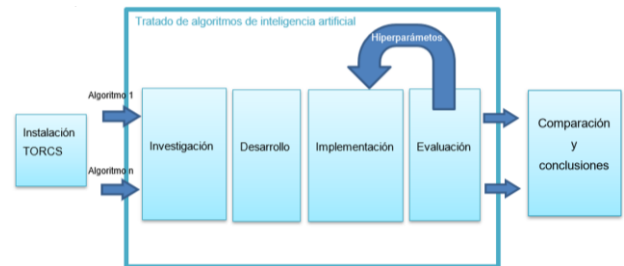 Tratado de algoritmos de inteligencia artificial
Hiperparámetos
Algoritmo 1
Instalación
TORCS
Algoritmo n
Investigación
Desarrollo
Implementación
Evaluación
Comparación
y
conclusiones